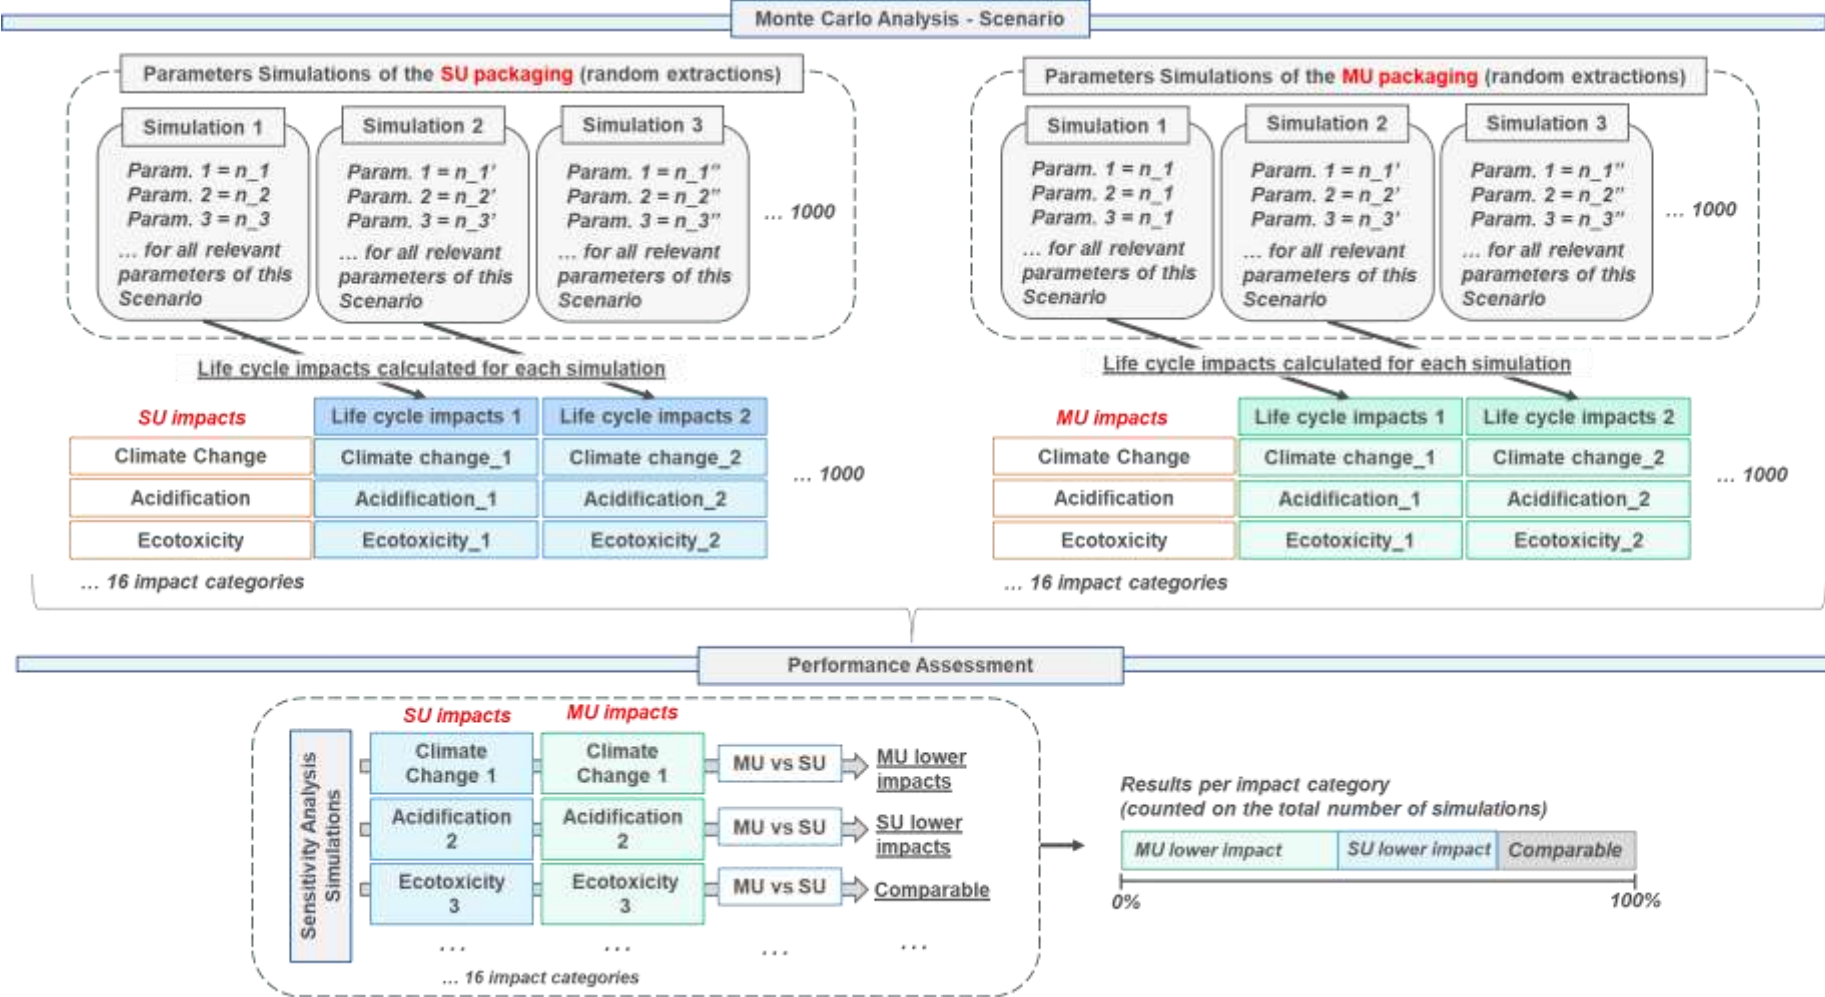 Monte Carlo Analysis - Scenario
Parameters Simulations of the SU packaging (random extractions)
Simulation 1
Param. 1 = n_1
Param. 2 = n_2
Param. 3 = n_3
... for all relevant
parameters of this
Scenario
Simulation 2
Param. 1 = n_1'
Param. 2 = n_2'
Param. 3 = n_3'
... for all relevant
parameters of this
Scenario
Simulation 3
Param. 1 = n_1"
Param. 2 = n_2"
Param. 3 = n_3"
... for all relevant
parameters of this
Scenario
... 1000
Life cycle impacts calculated for each simulation
SU impacts
Life cycle impacts 1
Life cycle impacts 2
Climate Change
Climate change_1
Climate change_2
Acidification
Acidification_1
Acidification_2
Ecotoxicity
Ecotoxicity_1
Ecotoxicity_2
... 1000
... 16 impact categories
Parameters Simulations of the MU packaging (random extractions)
Simulation 1
Param. 1 = n_1
Param. 2 = n_1
Param. 3 = n_1
... for all relevant
parameters of this
Scenario
Simulation 2
Param. 1 = n_1'
Param. 2 = n_2'
Param. 3 = n_3'
... for all relevant
parameters of this
Scenario
Simulation 3
Param. 1 = n_1"
Param. 2 = n_2"
Param. 3 = n_3"
... for all relevant
parameters of this
Scenario
... 1000
Life cycle impacts calculated for each simulation
MU impacts
Life cycle impacts 1
Life cycle impacts 2
Climate Change
Climate change_1
Climate change_2
Acidification
Acidification_1
Acidification_2
Ecotoxicity
Ecotoxicity_1
Ecotoxicity_2
... 1000
... 16 impact categories
Performance Assessment
Sensitivity Analysis
Simulations
SU impacts
MU impacts
Climate
Change 1
Climate
Change 1
MU vs SU
MU lower
impacts
Acidification
2
Acidification
2
MU vs SU
SU lower
impacts
Ecotoxicity
3
Ecotoxicity
3
MU vs SU
Comparable
...
...
...
...
... 16 impact categories
Results per impact category
(counted on the total number of simulations)
MU lower impact
SU lower impact
Comparable
0%
100%